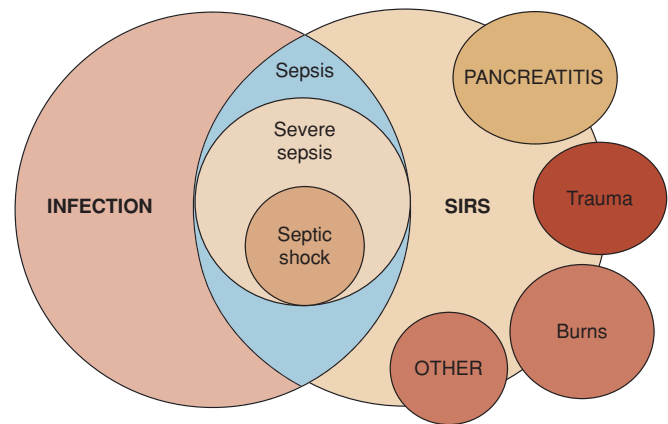 Sepsis
PANCREATITIS
Severe
sepsis
INFECTION
SIRS
Trauma
Septic
shock
Burns
OTHER